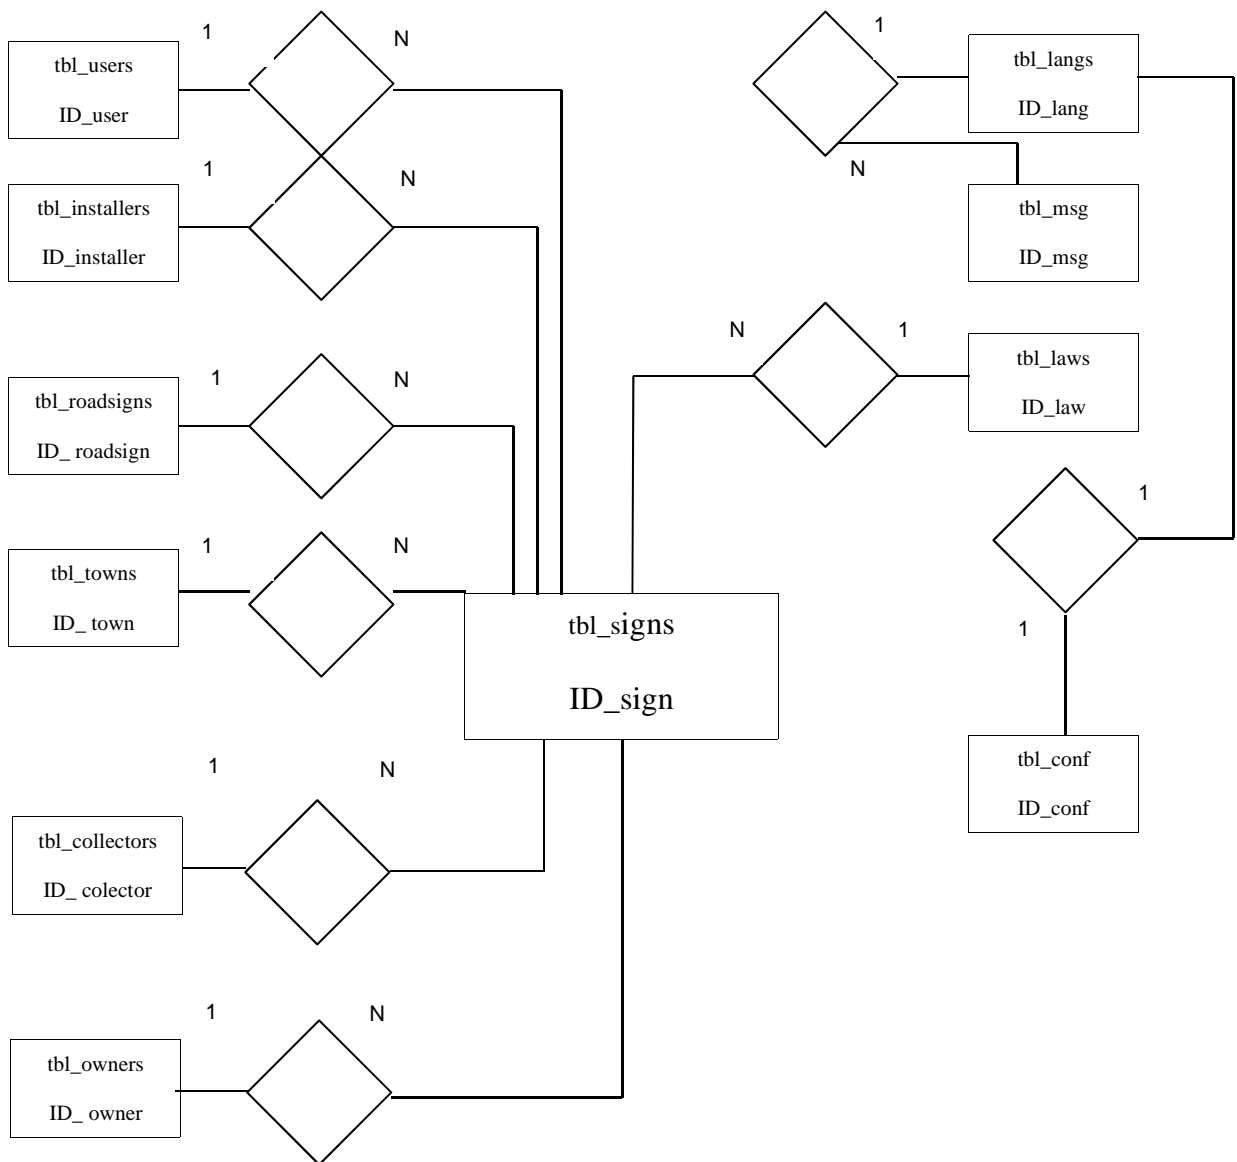 1
N
tbl_users
ID_user
1
N
tbl_installers
ID_installer
1
N
tbl_roadsigns
ID_ roadsign
1
N
tbl_towns
ID_ town
tbl_signs
ID_sign
1
N
tbl_collectors
ID_ colector
1
N
tbl_owners
ID_ owner
1
tbl_langs
ID_lang
N
tbl_msg
ID_msg
N
1
tbl_laws
ID_law
1
1
tbl_conf
ID_conf